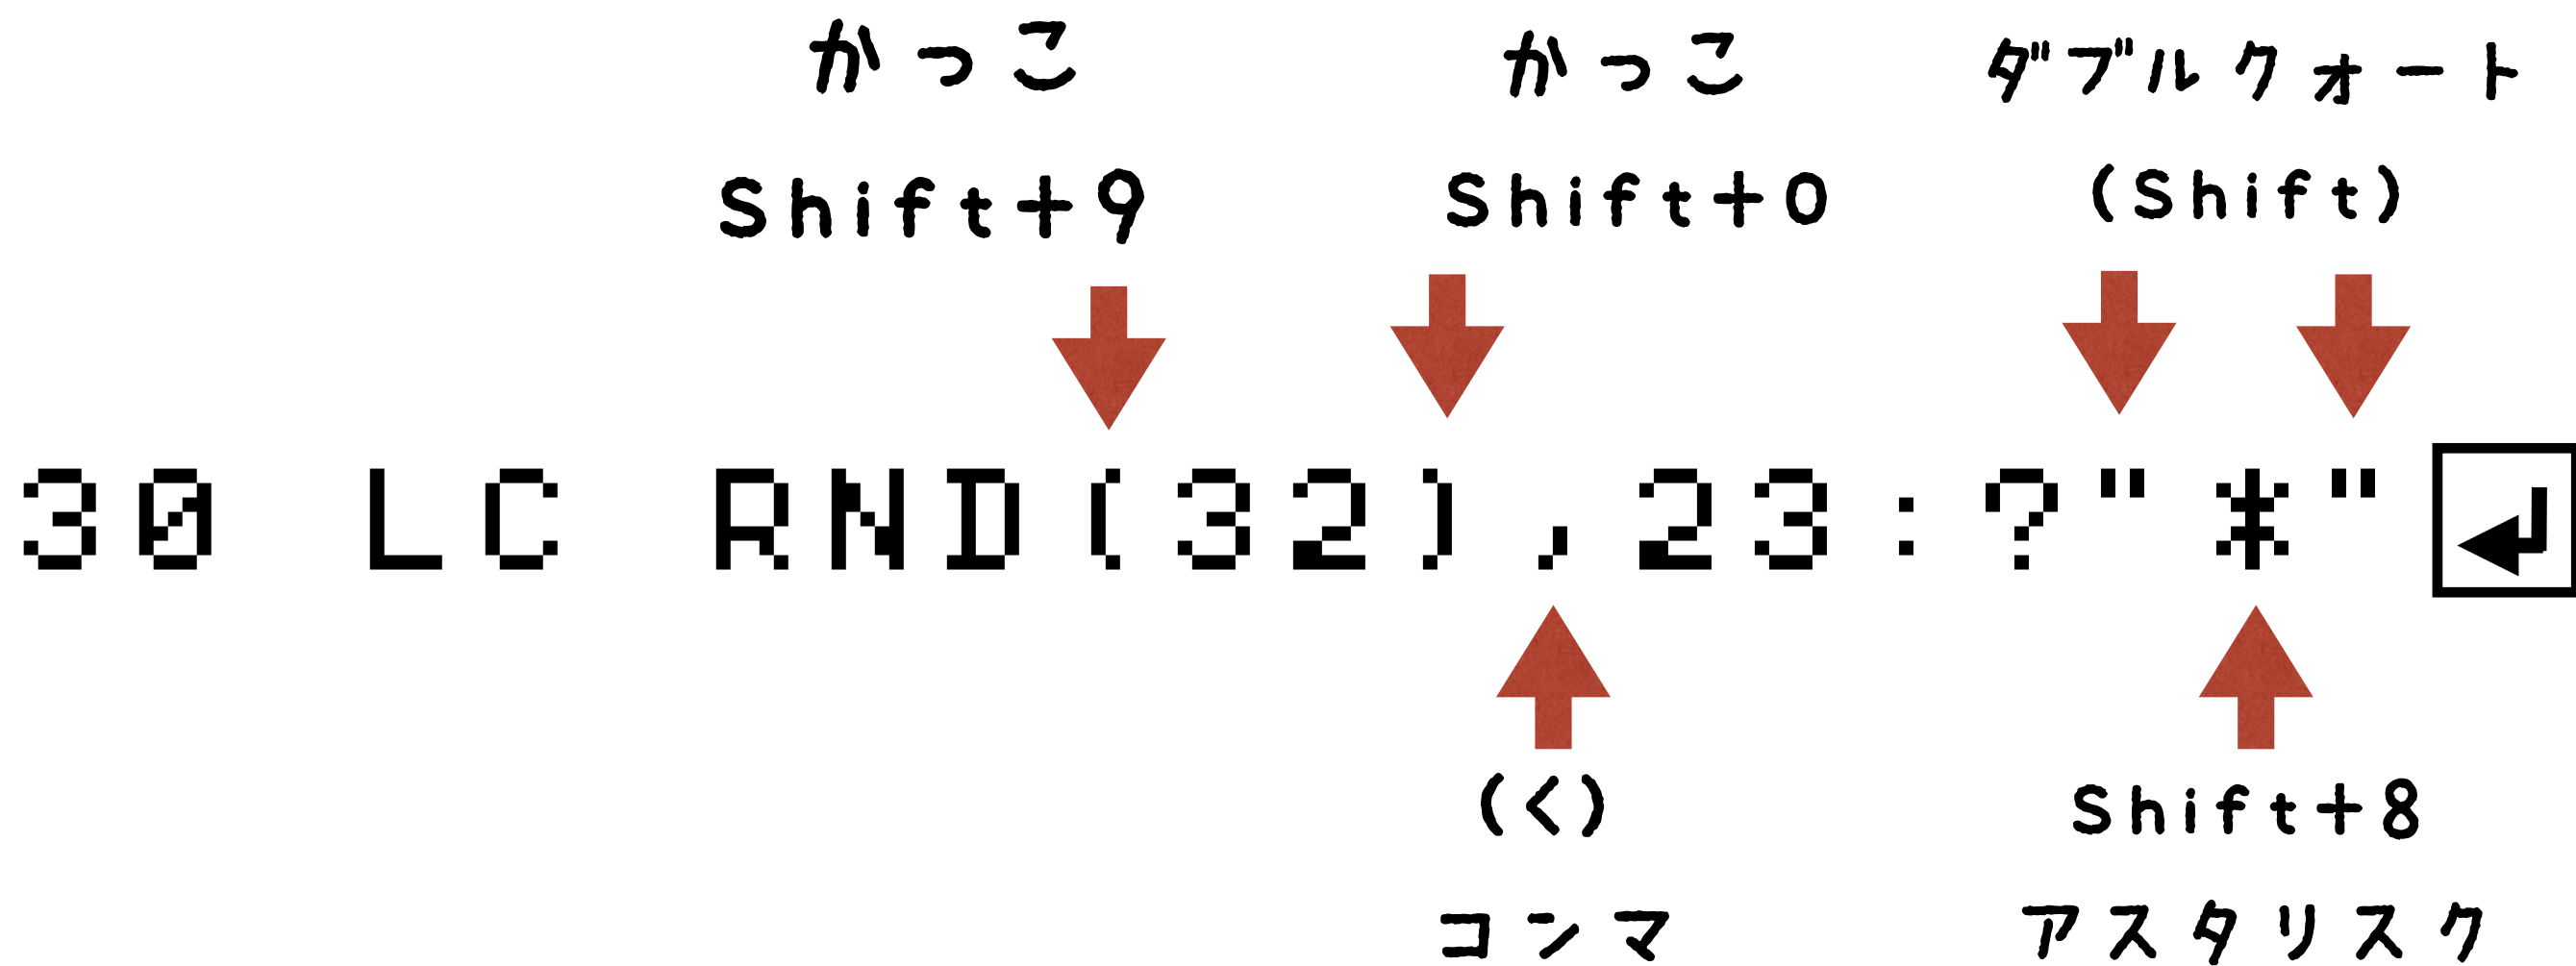 かっこ かっこ ダブルクォート
Shift+9 Shift+0 (Shift)
30 LC RND(32),23:?"*"
(く) Shift+8
コンマ アスタリスク